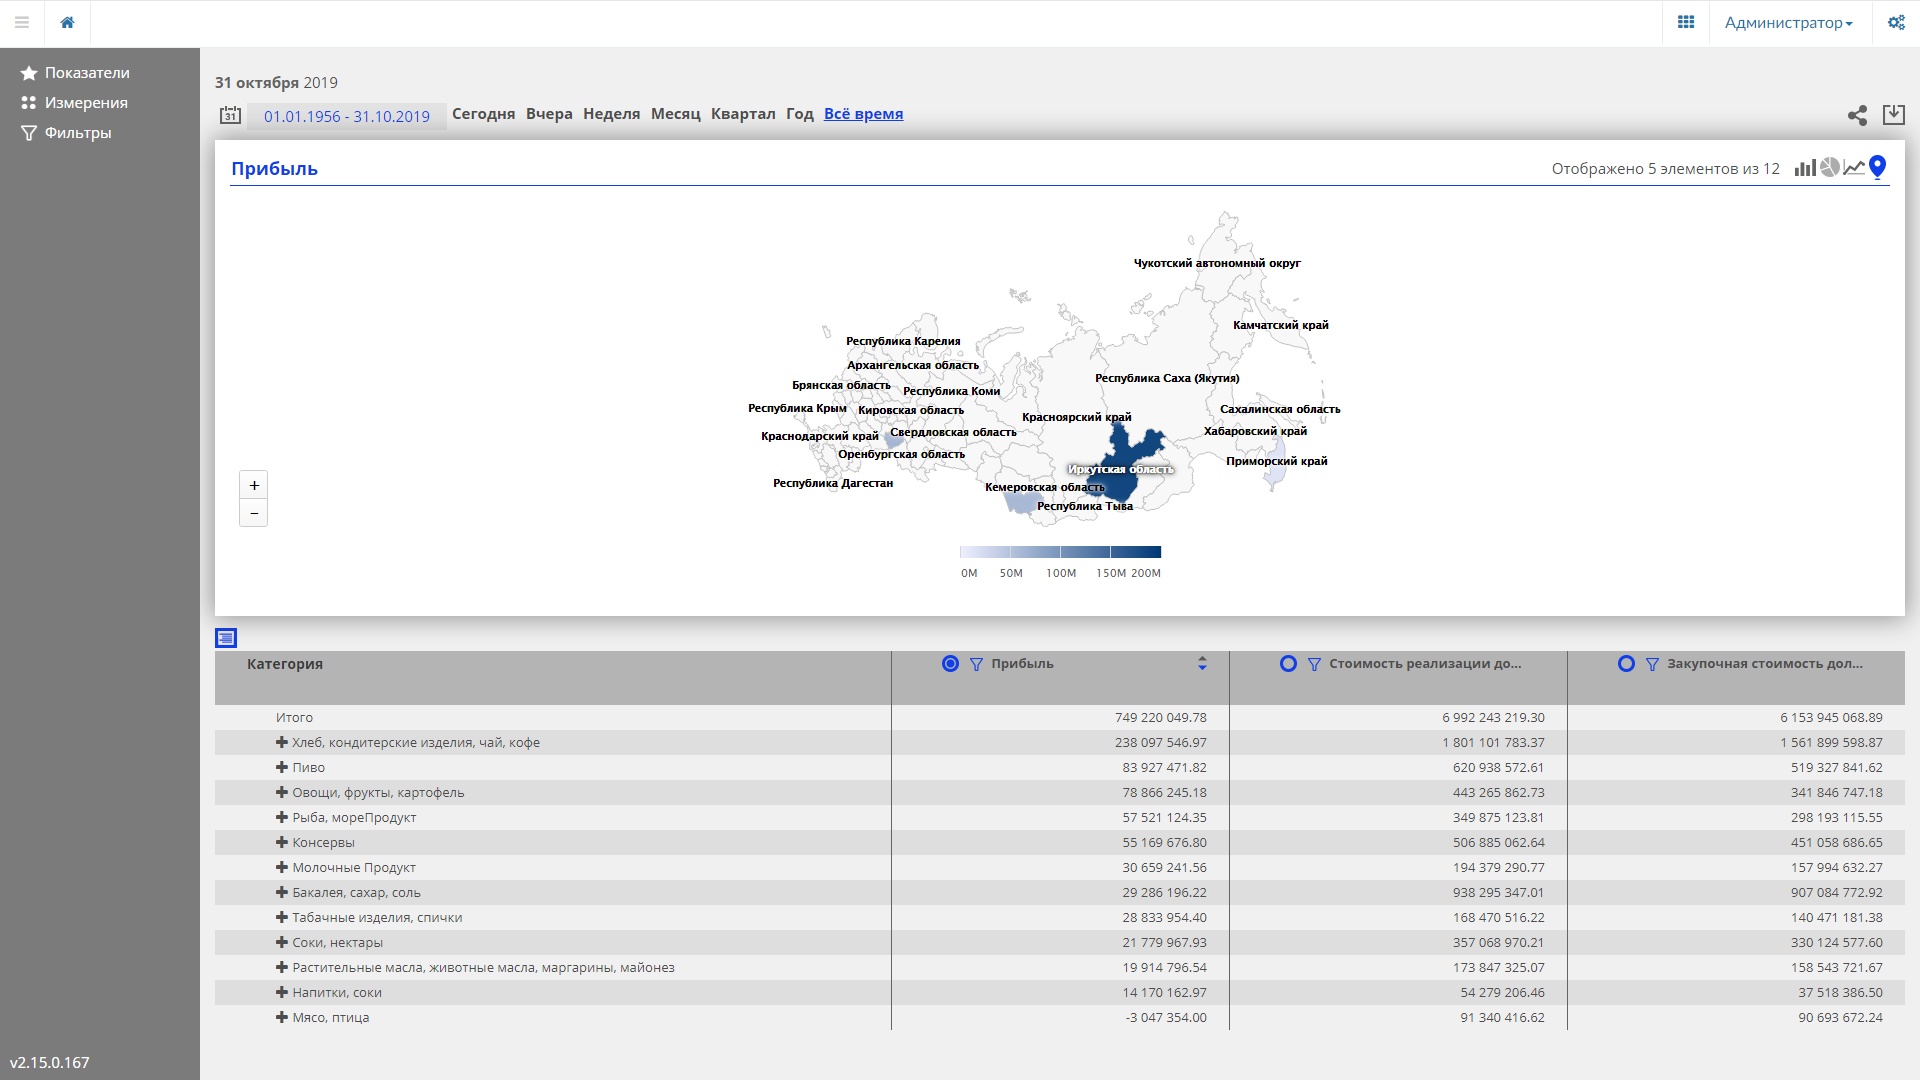 Администратор
Показатели
Измерения
Фильтры
31 октября 2019
31 01.01.1956 - 31.10.2019 Сегодня Вчера Неделя Месяц Квартал Год Всё время
Прибыль Отображено 5 элементов из 12
Чукотский автономный округ
Камчатский край
Республика Карелия
Архангельская область
Республика Саха (Якутия)
Брянская область
Республика Коми
Республика Крым
Кировская область
Сахалинская область
Красноярский край
Хабаровский край
Краснодарский край
Свердловская область
Оренбургская область
Приморский край
Иркутская область
Республика Дагестан
Кемеровская область
Республика Тыва
+
−
0M 50M 100M 150M 200M
Категория Прибыль Стоимость реализации до... Закупочная стоимость дол...
Итого 749 220 049.78 6 992 243 219.30 6 153 945 068.89
Хлеб, кондитерские изделия, чай, кофе 238 097 546.97 1 801 101 783.37 1 561 899 598.87
Пиво 83 927 471.82 620 938 572.61 519 327 841.62
Овощи, фрукты, картофель 78 866 245.18 443 265 862.73 341 846 747.18
Рыба, мореПродукт 57 521 124.35 349 875 123.81 298 193 115.55
Консервы 55 169 676.80 506 885 062.64 451 058 686.65
Молочные Продукт 30 659 241.56 194 379 290.77 157 994 632.27
Бакалея, сахар, соль 29 286 196.22 938 295 347.01 907 084 772.92
Табачные изделия, спички 28 833 954.40 168 470 516.22 140 471 181.38
Соки, нектары 21 779 967.93 357 068 970.21 330 124 577.60
Растительные масла, животные масла, маргарины, майонез 19 914 796.54 173 847 325.07 158 543 721.67
Напитки, соки 14 170 162.97 54 279 206.46 37 518 386.50
Мясо, птица -3 047 354.00 91 340 416.62 90 693 672.24
v2.15.0.167